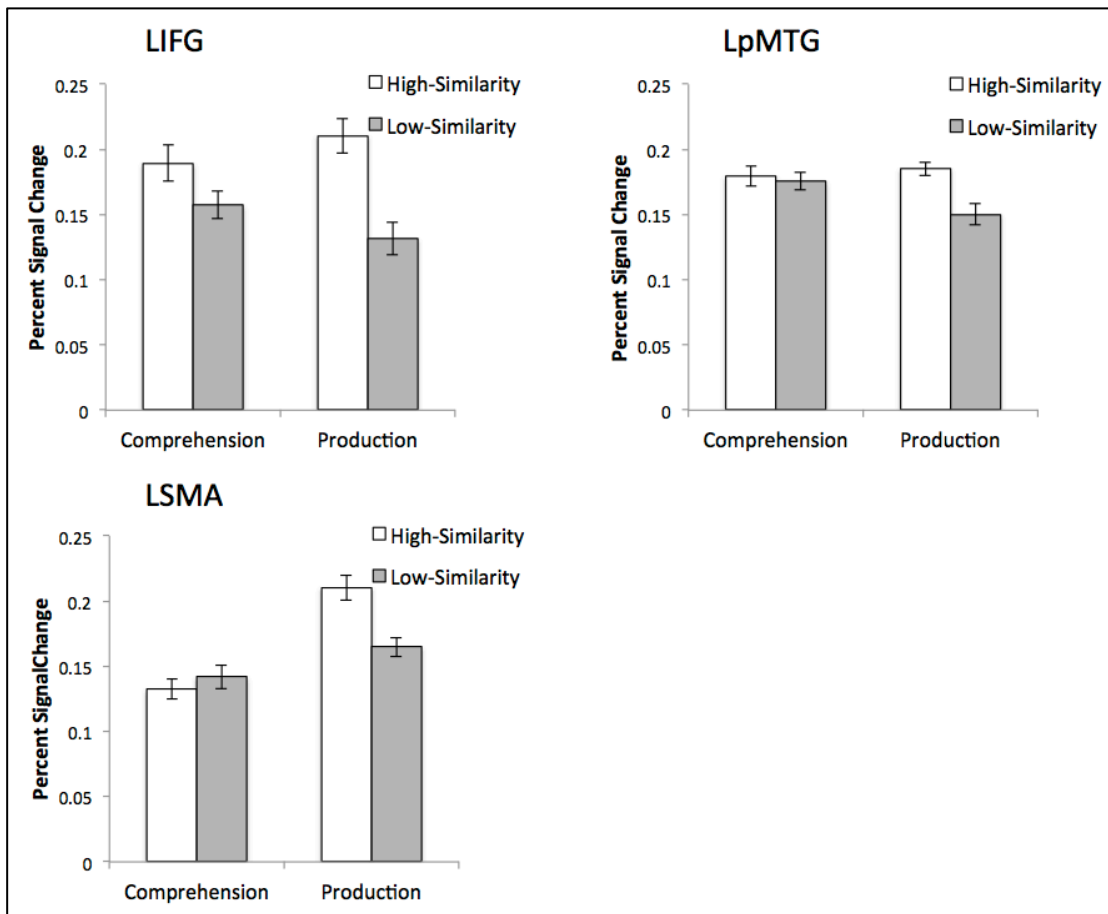 LIFG
Percent Signal Change
0.25
0.2
0.15
0.1
0.05
0
High-Similarity
Low-Similarity
Comprehension Production
LpMTG
Percent Signal Change
0.25
0.2
0.15
0.1
0.05
0
High-Similarity
Low-Similarity
Comprehension Production
LSMA
Percent SignalChange
0.25
0.2
0.15
0.1
0.05
0
High-Similarity
Low-Similarity
Comprehension Production